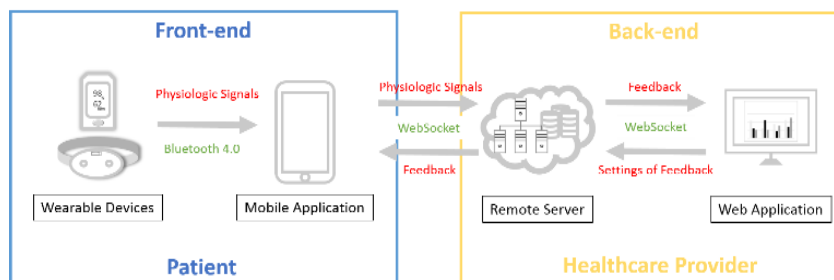 Front-end
Back-end
Physiologic Signals
Bluetooth 4.0
Physiologic Signals
WebSocket
Feedback
Feedback
WebSocket
Settings of Feedback
Wearable Devices
Mobile Application
Remote Server
Web Application
Patient
Healthcare Provider